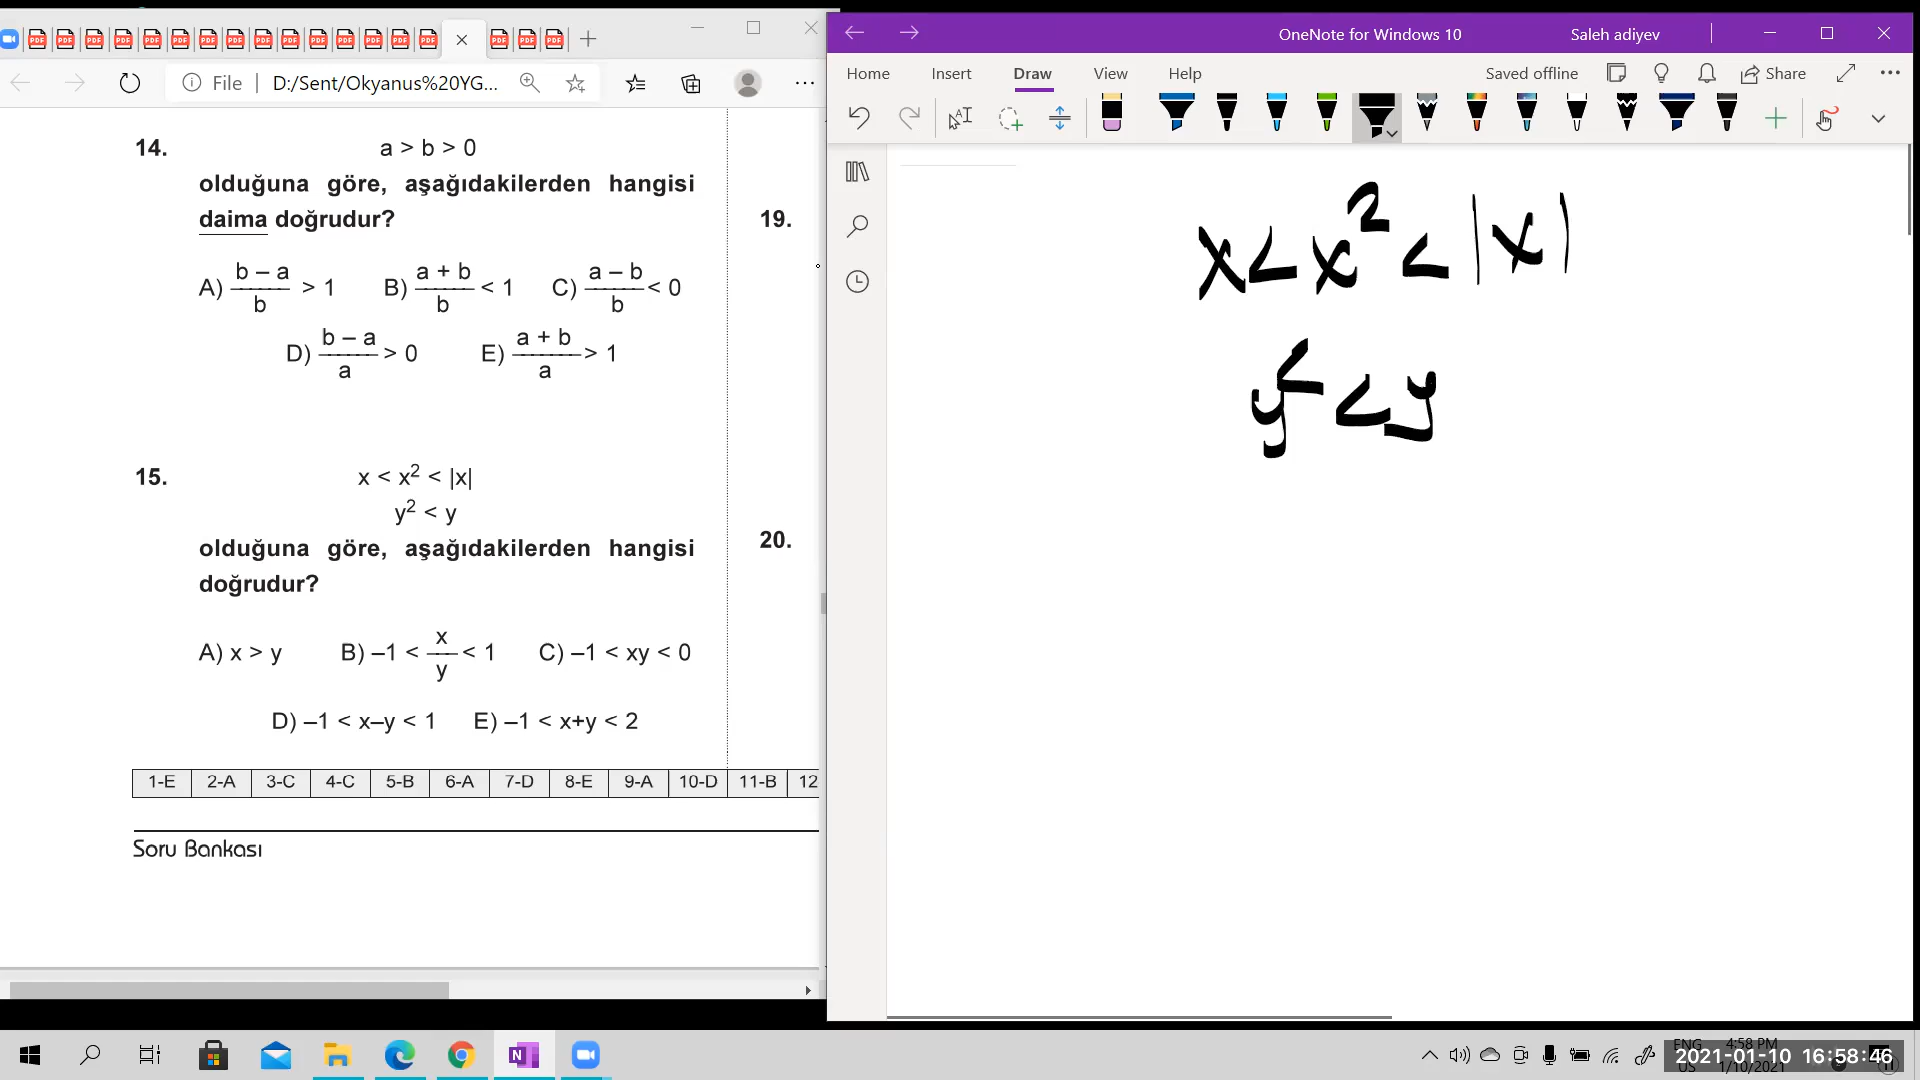 File | D:/Sent/Okyanus%20YG...
14. a > b > 0
olduğuna göre, aşağıdakilerden hangisi
daima doğrudur?
A) (b – a)/b > 1 B) (a + b)/b < 1 C) (a – b)/b < 0
D) (b – a)/a > 0 E) (a + b)/a > 1
15. x < x² < |x|
y² < y
olduğuna göre, aşağıdakilerden hangisi
doğrudur?
A) x > y B) –1 < x/y < 1 C) –1 < xy < 0
D) –1 < x–y < 1 E) –1 < x+y < 2
1-E 2-A 3-C 4-C 5-B 6-A 7-D 8-E 9-A 10-D 11-B 12
Soru Bankası
19.
20.
OneNote for Windows 10 Saleh adiyev
Home Insert Draw View Help Saved offline Share
x < x² < |x|
y² < y
ENG 4:58 PM
US 1/10/2021
2021-01-10 16:58:46